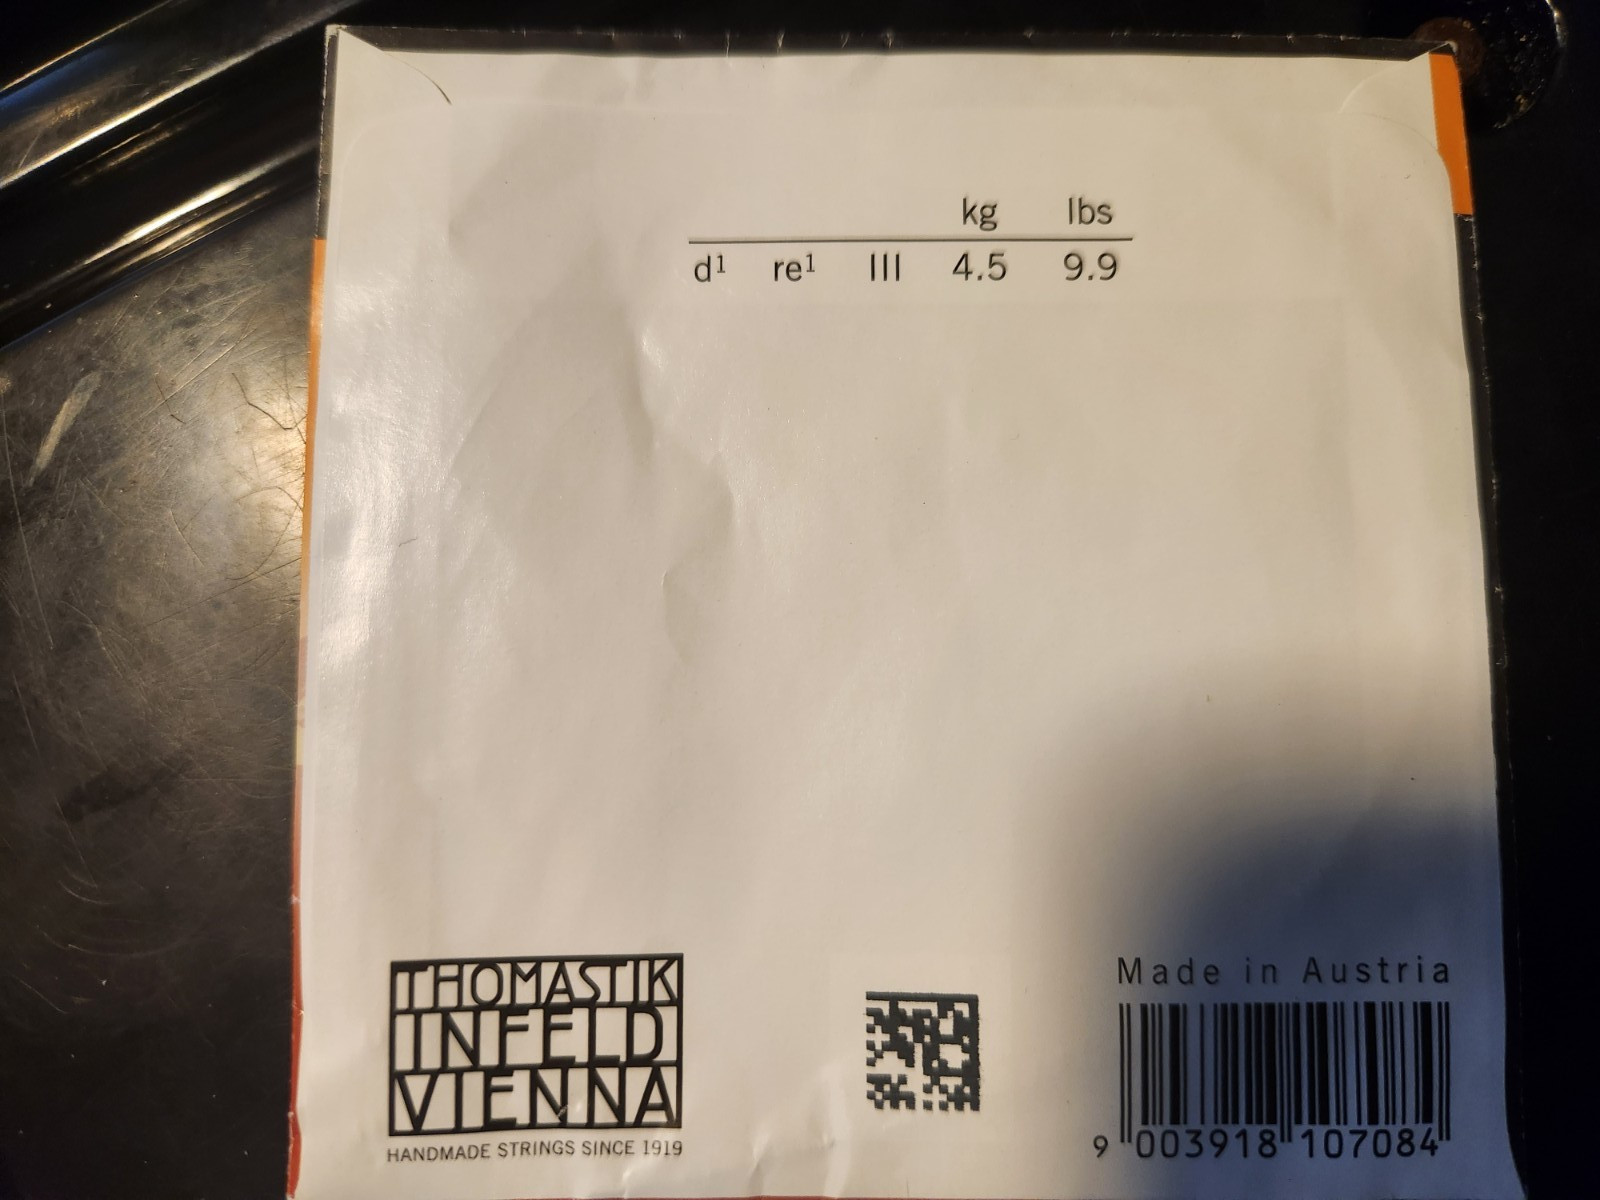 kg lbs
d¹ re¹ III 4.5 9.9
THOMASTIK
INFELD
VIENNA
HANDMADE STRINGS SINCE 1919
Made in Austria
9 003918 107084